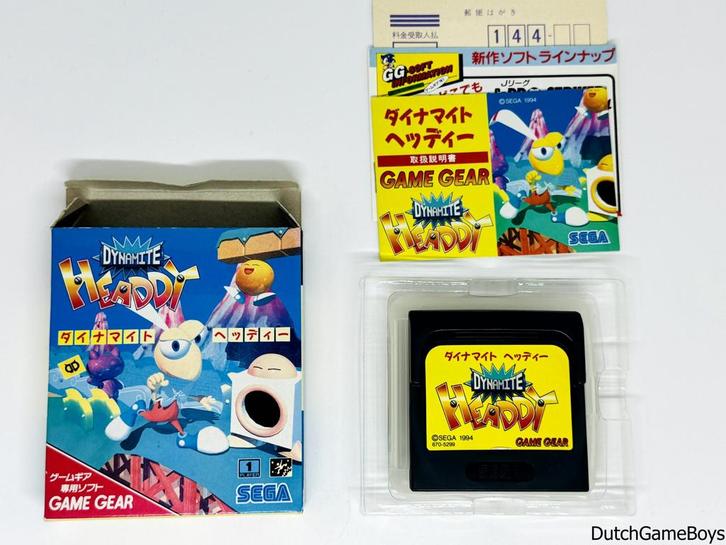 郵便はがき
料金受取人払
144-
新作ソフトラインナップ
GG-SOFT
INFORMATION
Jリーグ
ダイナマイト
ヘッディー
取扱説明書
GAME GEAR
DYNAMITE
HEADDY
©SEGA 1994
SEGA
DYNAMITE
HEADDY
ダイナマイト ヘッディー
1
PLAYER
ゲームギア
専用ソフト
GAME GEAR
SEGA
ダイナマイト ヘッディー
DYNAMITE
HEADDY
©SEGA 1994
670-5299
GAME GEAR
DutchGameBoys